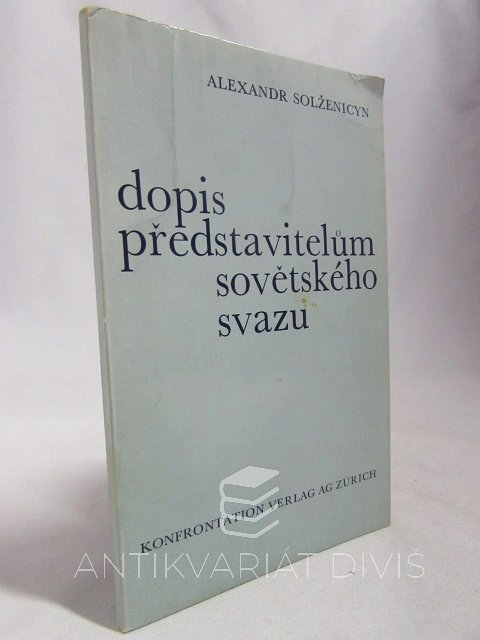 ALEXANDR SOLŽENICYN
dopis
představitelům
sovětského
svazu
KONFRONTATION VERLAG AG ZURICH
ANTIKVARIÁT DIVIŠ